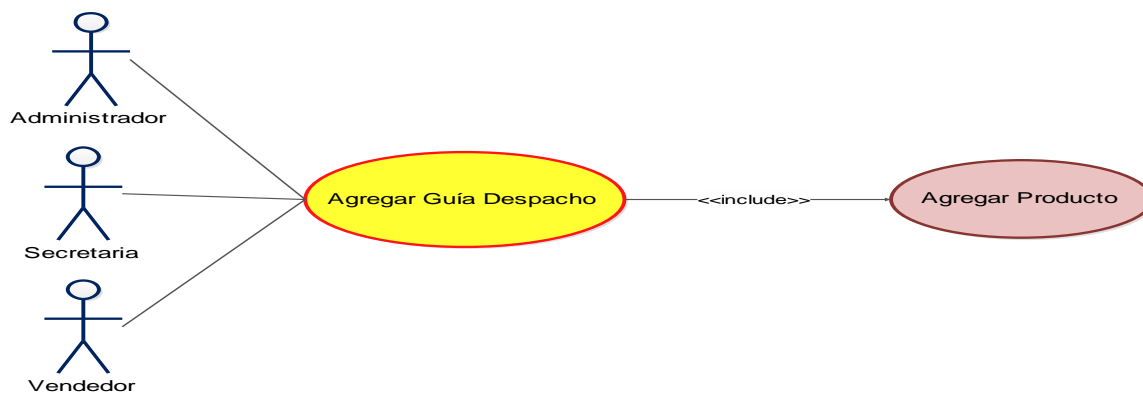 Administrador
Secretaria
Vendedor
Agregar Guía Despacho
<<include>>
Agregar Producto